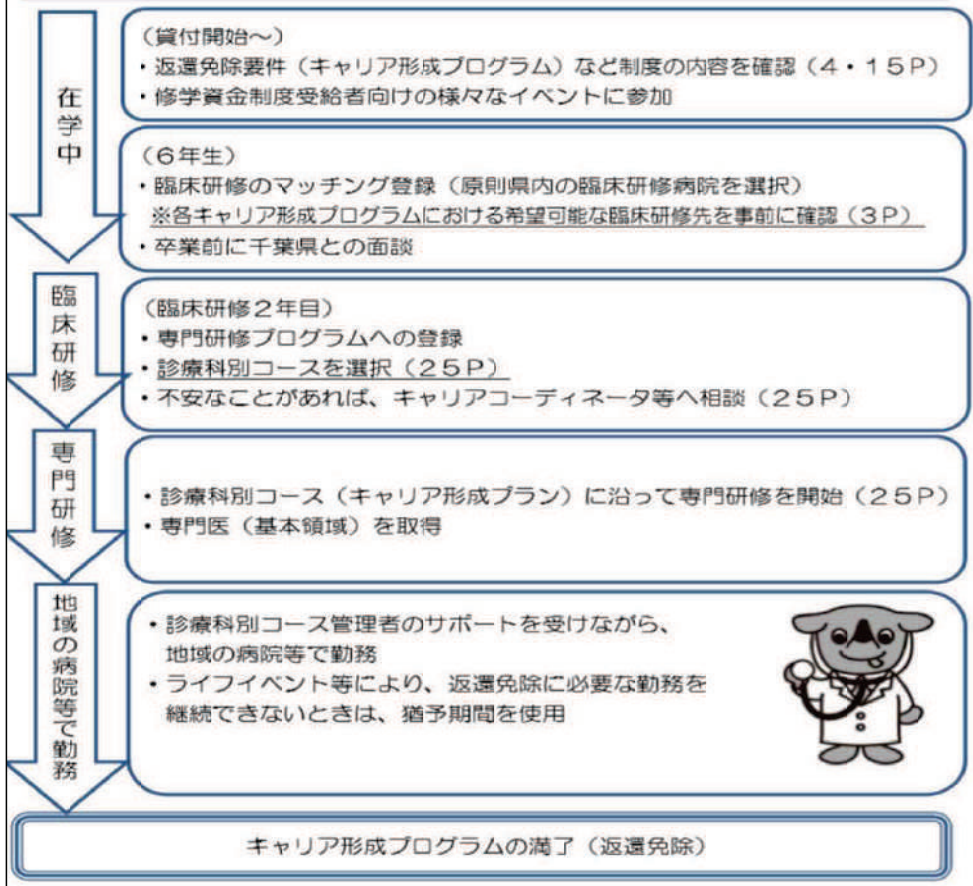 在学中
（貸付開始～）
・返還免除要件（キャリア形成プログラム）など制度の内容を確認（４・１５Ｐ）
・修学資金制度受給者向けの様々なイベントに参加
（６年生）
・臨床研修のマッチング登録（原則県内の臨床研修病院を選択）
※各キャリア形成プログラムにおける希望可能な臨床研修先を事前に確認（３Ｐ）
・卒業前に千葉県との面談
臨床研修
（臨床研修２年目）
・専門研修プログラムへの登録
・診療科別コースを選択（２５Ｐ）
・不安なことがあれば、キャリアコーディネータ等へ相談（２５Ｐ）
専門研修
・診療科別コース（キャリア形成プラン）に沿って専門研修を開始（２５Ｐ）
・専門医（基本領域）を取得
地域の病院等で勤務
・診療科別コース管理者のサポートを受けながら、
地域の病院等で勤務
・ライフイベント等により、返還免除に必要な勤務を
継続できないときは、猶予期間を使用
キャリア形成プログラムの満了（返還免除）